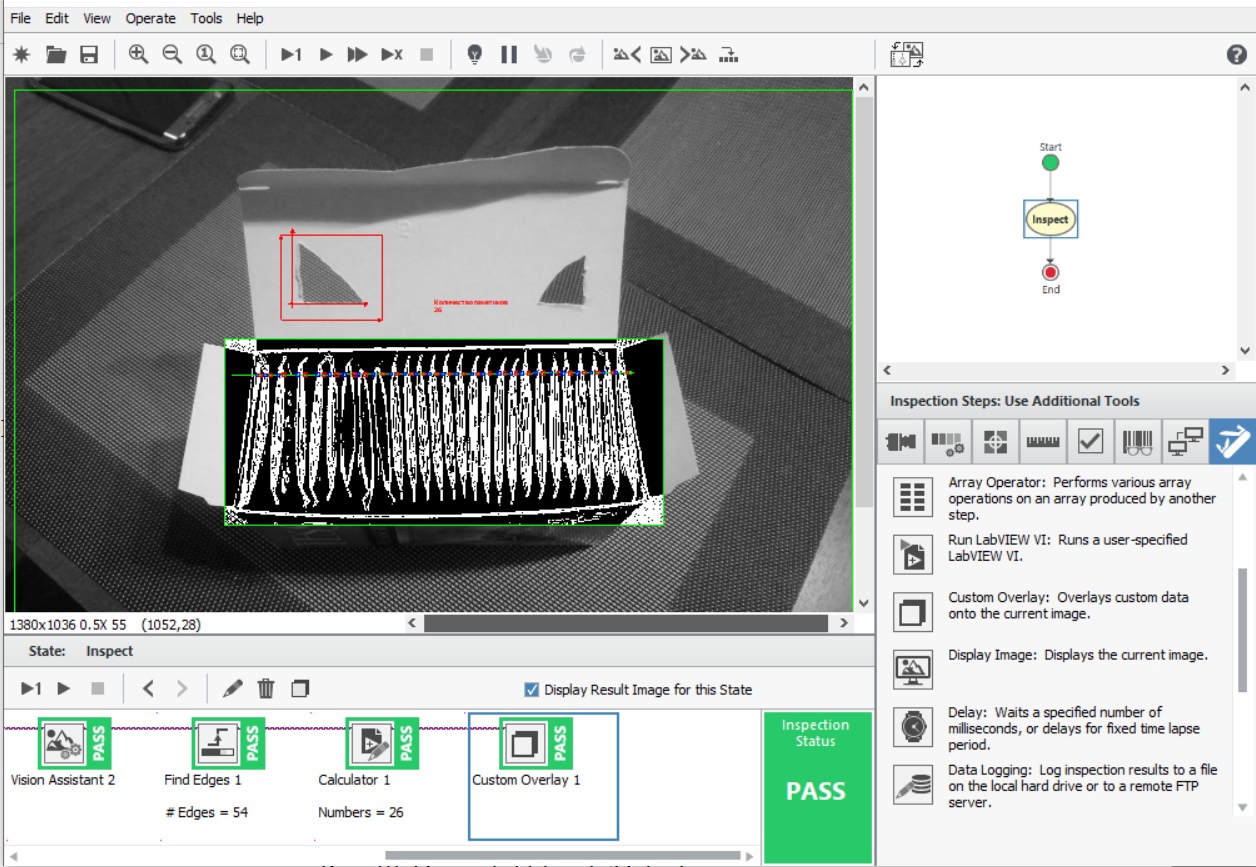 File Edit View Operate Tools Help
1 X
1380x1036 0.5X 55 (1052,28)
Количество пакетиков
26
State: Inspect
1
Display Result Image for this State
PASS
PASS
PASS
PASS
Vision Assistant 2
Find Edges 1
# Edges = 54
Calculator 1
Numbers = 26
Custom Overlay 1
Inspection
Status
PASS
Start
Inspect
End
Inspection Steps: Use Additional Tools
Array Operator: Performs various array
operations on an array produced by another
step.
Run LabVIEW VI: Runs a user-specified
LabVIEW VI.
Custom Overlay: Overlays custom data
onto the current image.
Display Image: Displays the current image.
Delay: Waits a specified number of
milliseconds, or delays for fixed time lapse
period.
Data Logging: Log inspection results to a file
on the local hard drive or to a remote FTP
server.